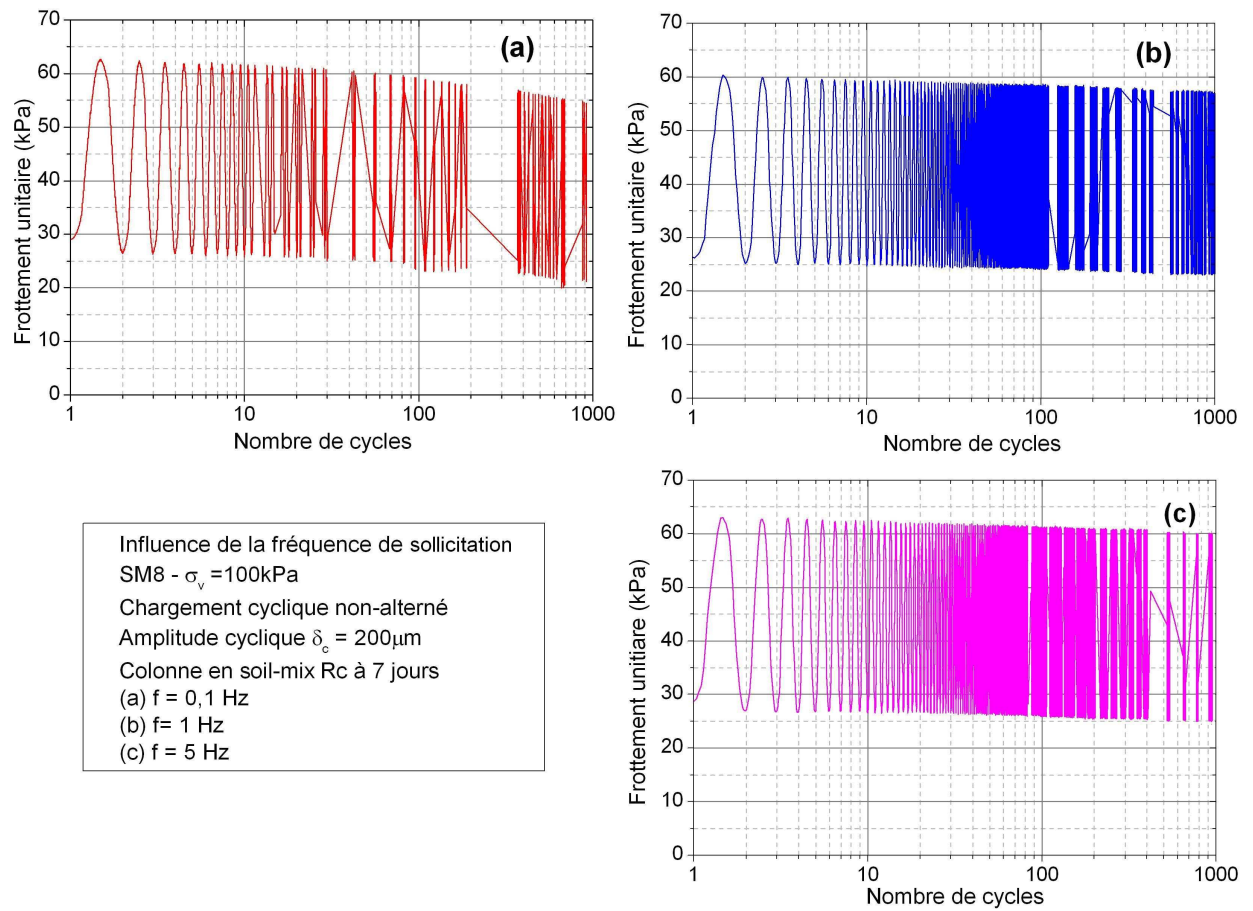 (a)
Frottement unitaire (kPa)
70
60
50
40
30
20
10
0
1
10
100
1000
Nombre de cycles
(b)
Frottement unitaire (kPa)
70
60
50
40
30
20
10
0
1
10
100
1000
Nombre de cycles
Influence de la fréquence de sollicitation
SM8 - σv =100kPa
Chargement cyclique non-alterné
Amplitude cyclique δc = 200μm
Colonne en soil-mix Rc à 7 jours
(a) f = 0,1 Hz
(b) f= 1 Hz
(c) f = 5 Hz
(c)
Frottement unitiare (kPa)
70
60
50
40
30
20
10
0
1
10
100
1000
Nombre de cycles